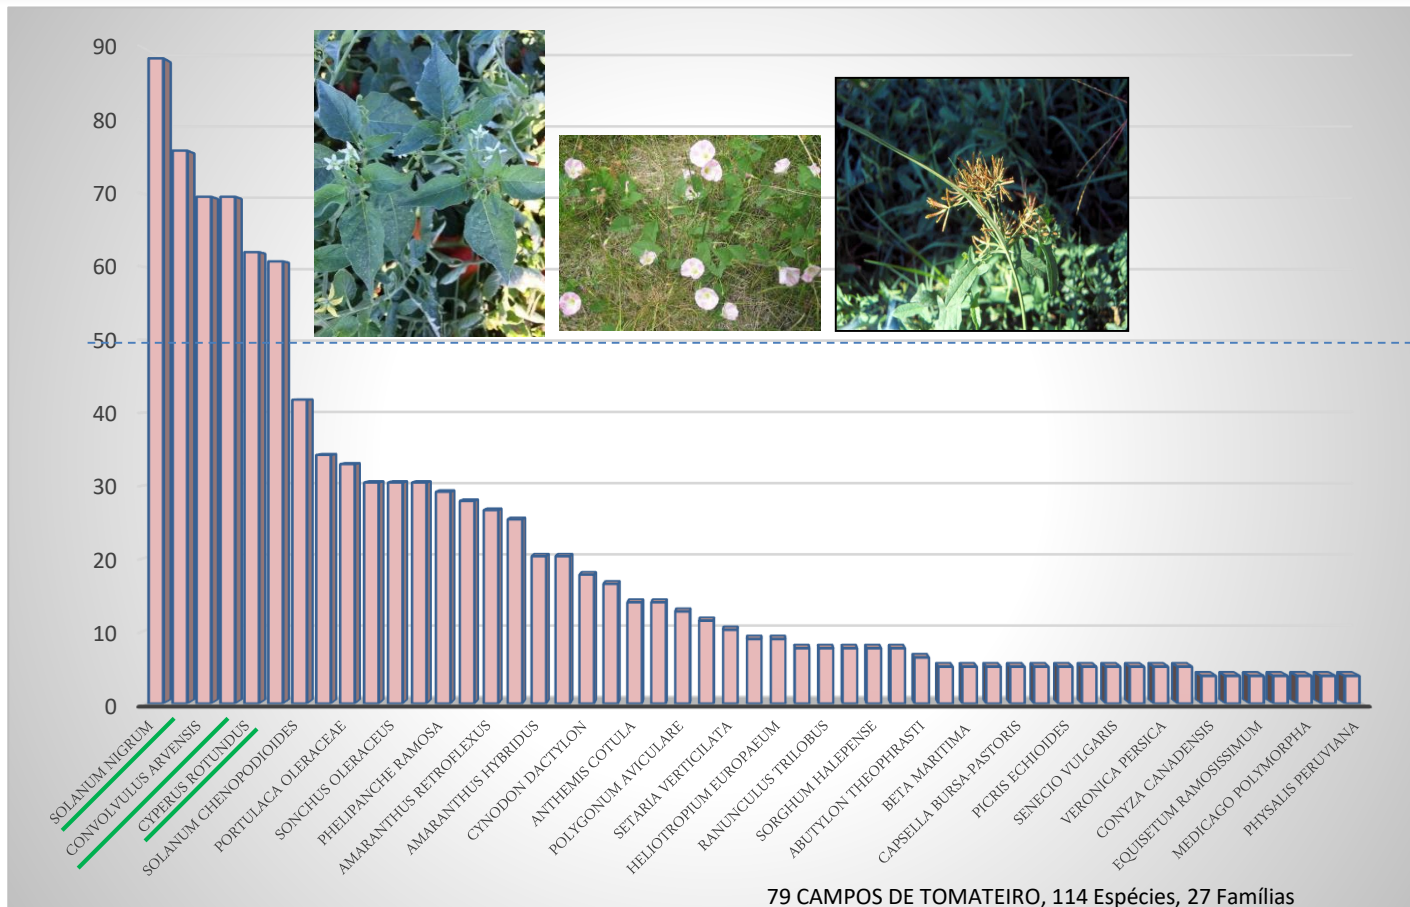 90
80
70
60
50
40
30
20
10
0
SOLANUM NIGRUM
CONVOLVULUS ARVENSIS
CYPERUS ROTUNDUS
SOLANUM CHENOPODIOIDES
PORTULACA OLERACEAE
SONCHUS OLERACEUS
PHELIPANCHE RAMOSA
AMARANTHUS RETROFLEXUS
AMARANTHUS HYBRIDUS
CYNODON DACTYLON
ANTHEMIS COTULA
POLYGONUM AVICULARE
SETARIA VERTICILATA
HELIOTROPIUM EUROPAEUM
RANUNCULUS TRILOBUS
SORGHUM HALEPENSE
ABUTYLON THEOPHRASTI
BETA MARITIMA
CAPSELLA BURSA-PASTORIS
PICRIS ECHIOIDES
SENECIO VULGARIS
VERONICA PERSICA
CONYZA CANADENSIS
EQUISETUM RAMOSISSIMUM
MEDICAGO POLYMORPHA
PHYSALIS PERUVIANA
79 CAMPOS DE TOMATEIRO, 114 Espécies, 27 Famílias